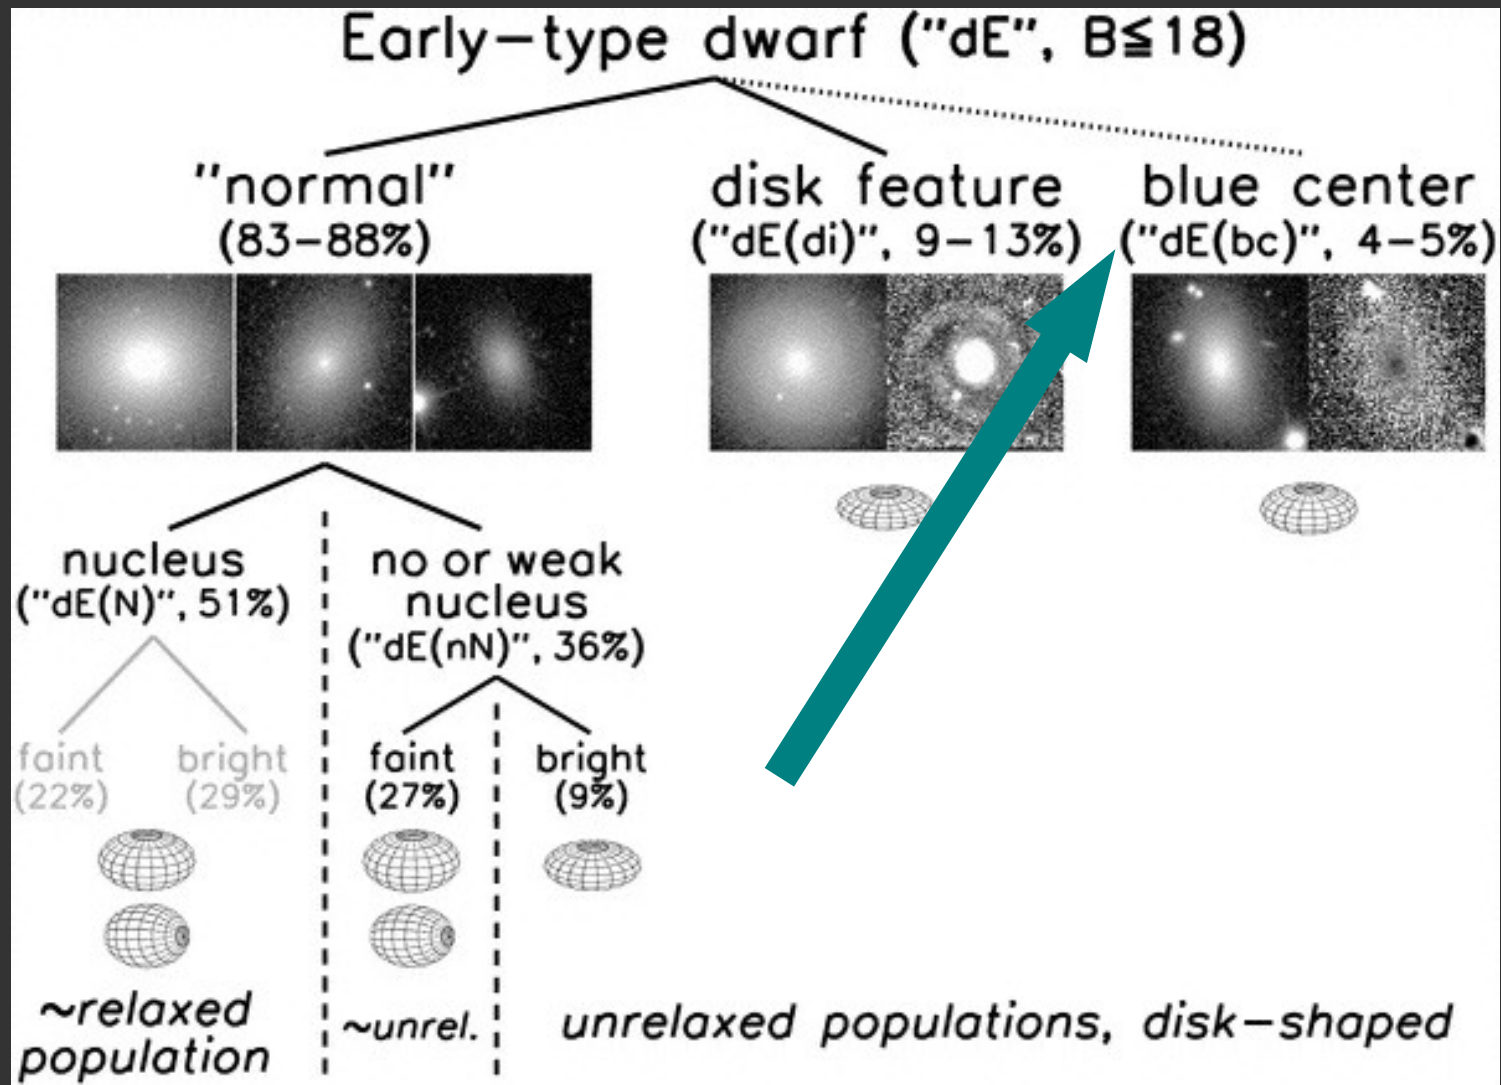 Early-type dwarf ("dE", B≦18)
"normal"
(83-88%)
disk feature
("dE(di)", 9-13%)
blue center
("dE(bc)", 4-5%)
nucleus
("dE(N)", 51%)
no or weak
nucleus
("dE(nN)", 36%)
faint
(22%)
bright
(29%)
faint
(27%)
bright
(9%)
~relaxed
population
~unrel.
unrelaxed populations, disk-shaped